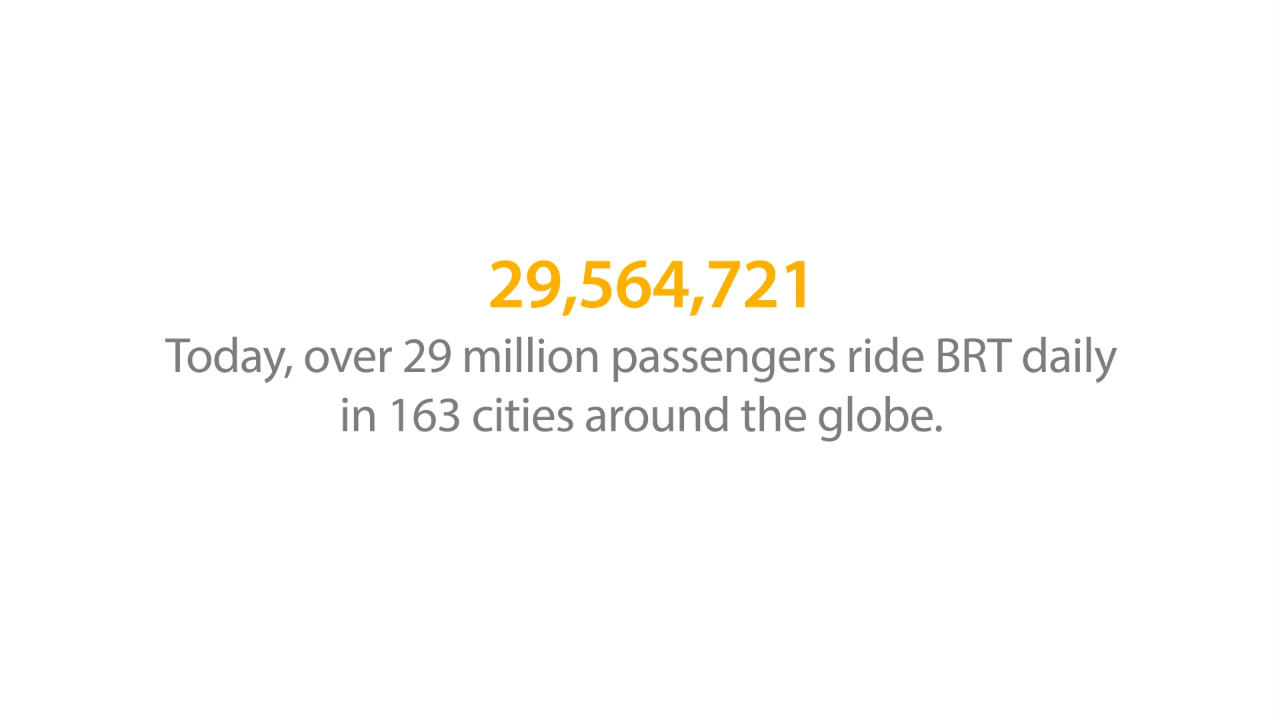 29,564,721
Today, over 29 million passengers ride BRT daily
in 163 cities around the globe.